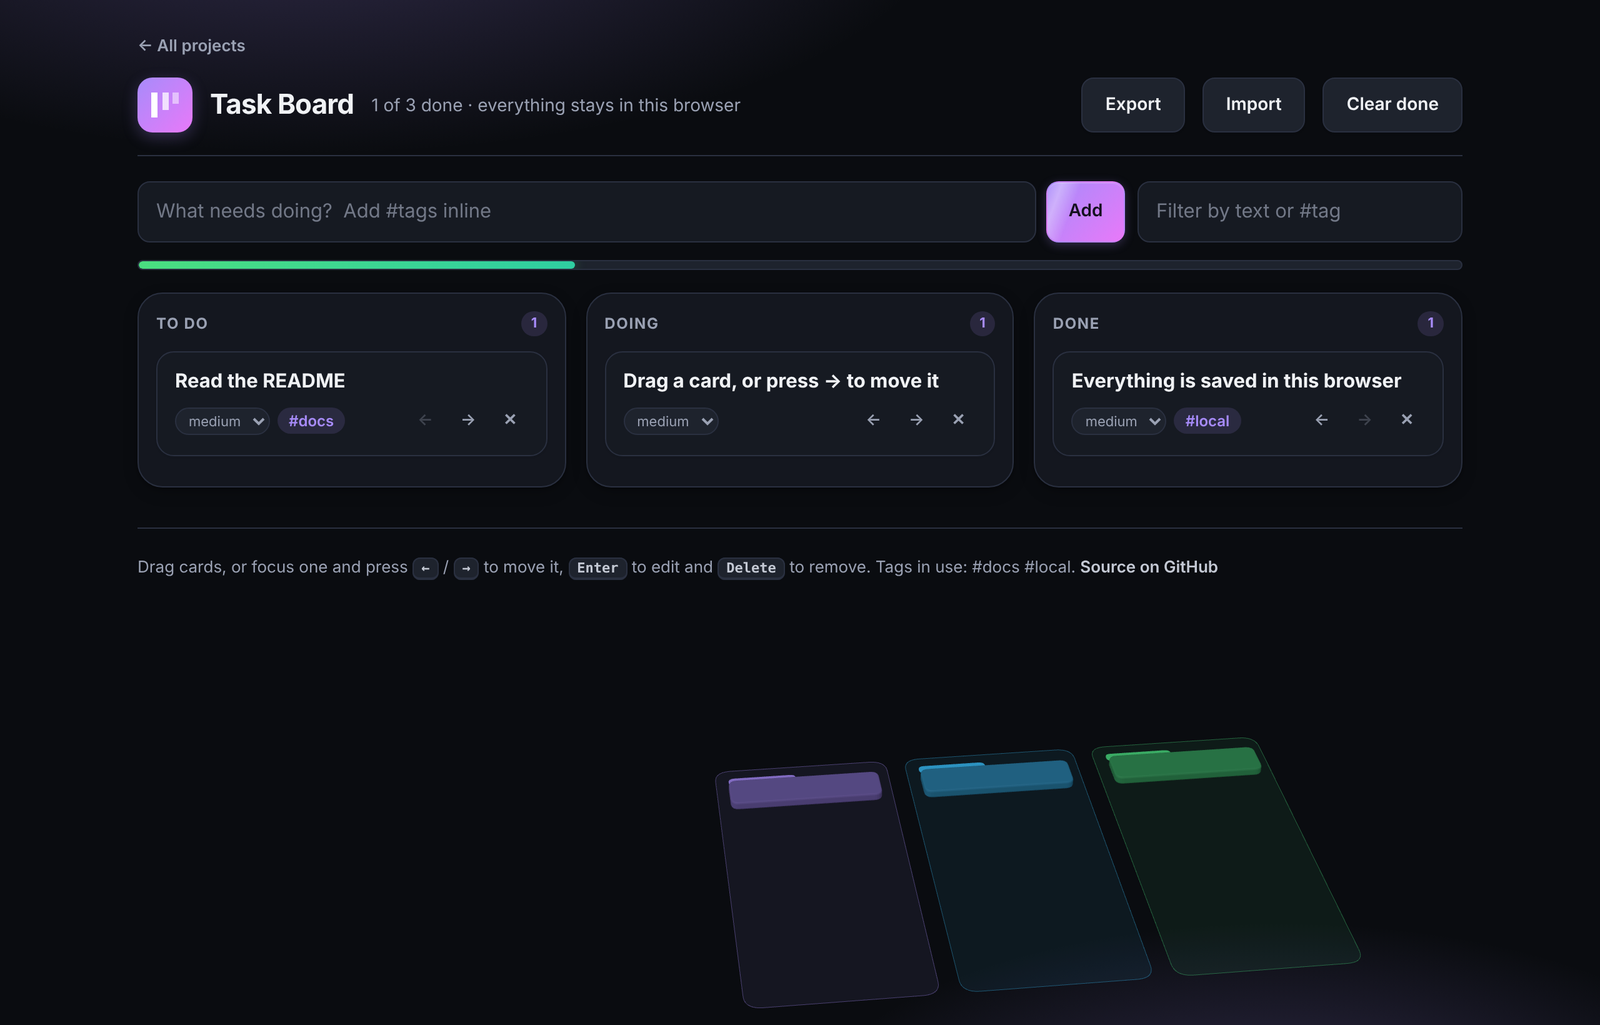 ← All projects
Task Board 1 of 3 done · everything stays in this browser Export Import Clear done
What needs doing? Add #tags inline Add Filter by text or #tag
TO DO 1
Read the README
medium #docs ← → ×
DOING 1
Drag a card, or press → to move it
medium ← → ×
DONE 1
Everything is saved in this browser
medium #local ← → ×
Drag cards, or focus one and press ← / → to move it, Enter to edit and Delete to remove. Tags in use: #docs #local. Source on GitHub